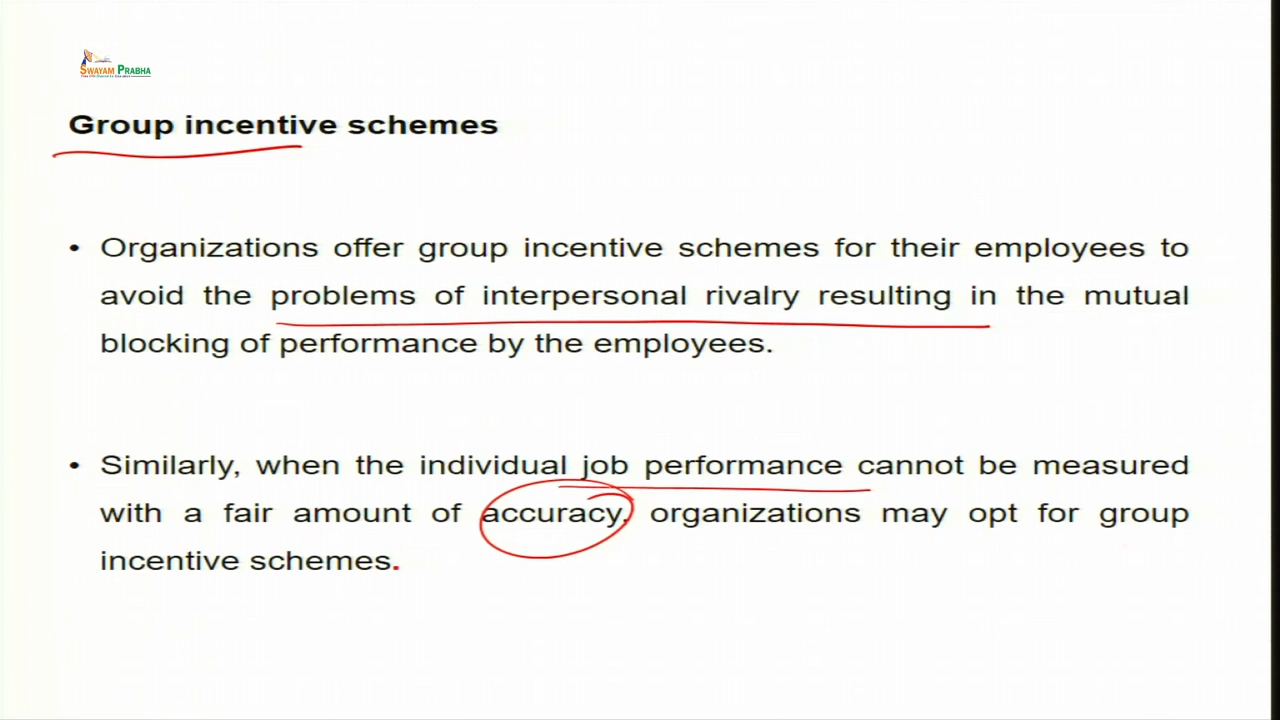 SWAYAM PRABHA
Group incentive schemes
• Organizations offer group incentive schemes for their employees to
avoid the problems of interpersonal rivalry resulting in the mutual
blocking of performance by the employees.
• Similarly, when the individual job performance cannot be measured
with a fair amount of accuracy, organizations may opt for group
incentive schemes.